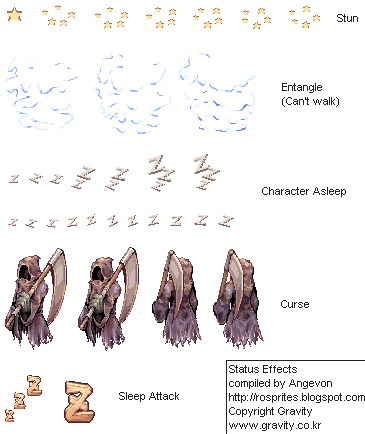 Stun
Entangle
(Can't walk)
Character Asleep
Curse
Sleep Attack
Status Effects
compiled by Angevon
http://rosprites.blogspot.com
Copyright Gravity
www.gravity.co.kr